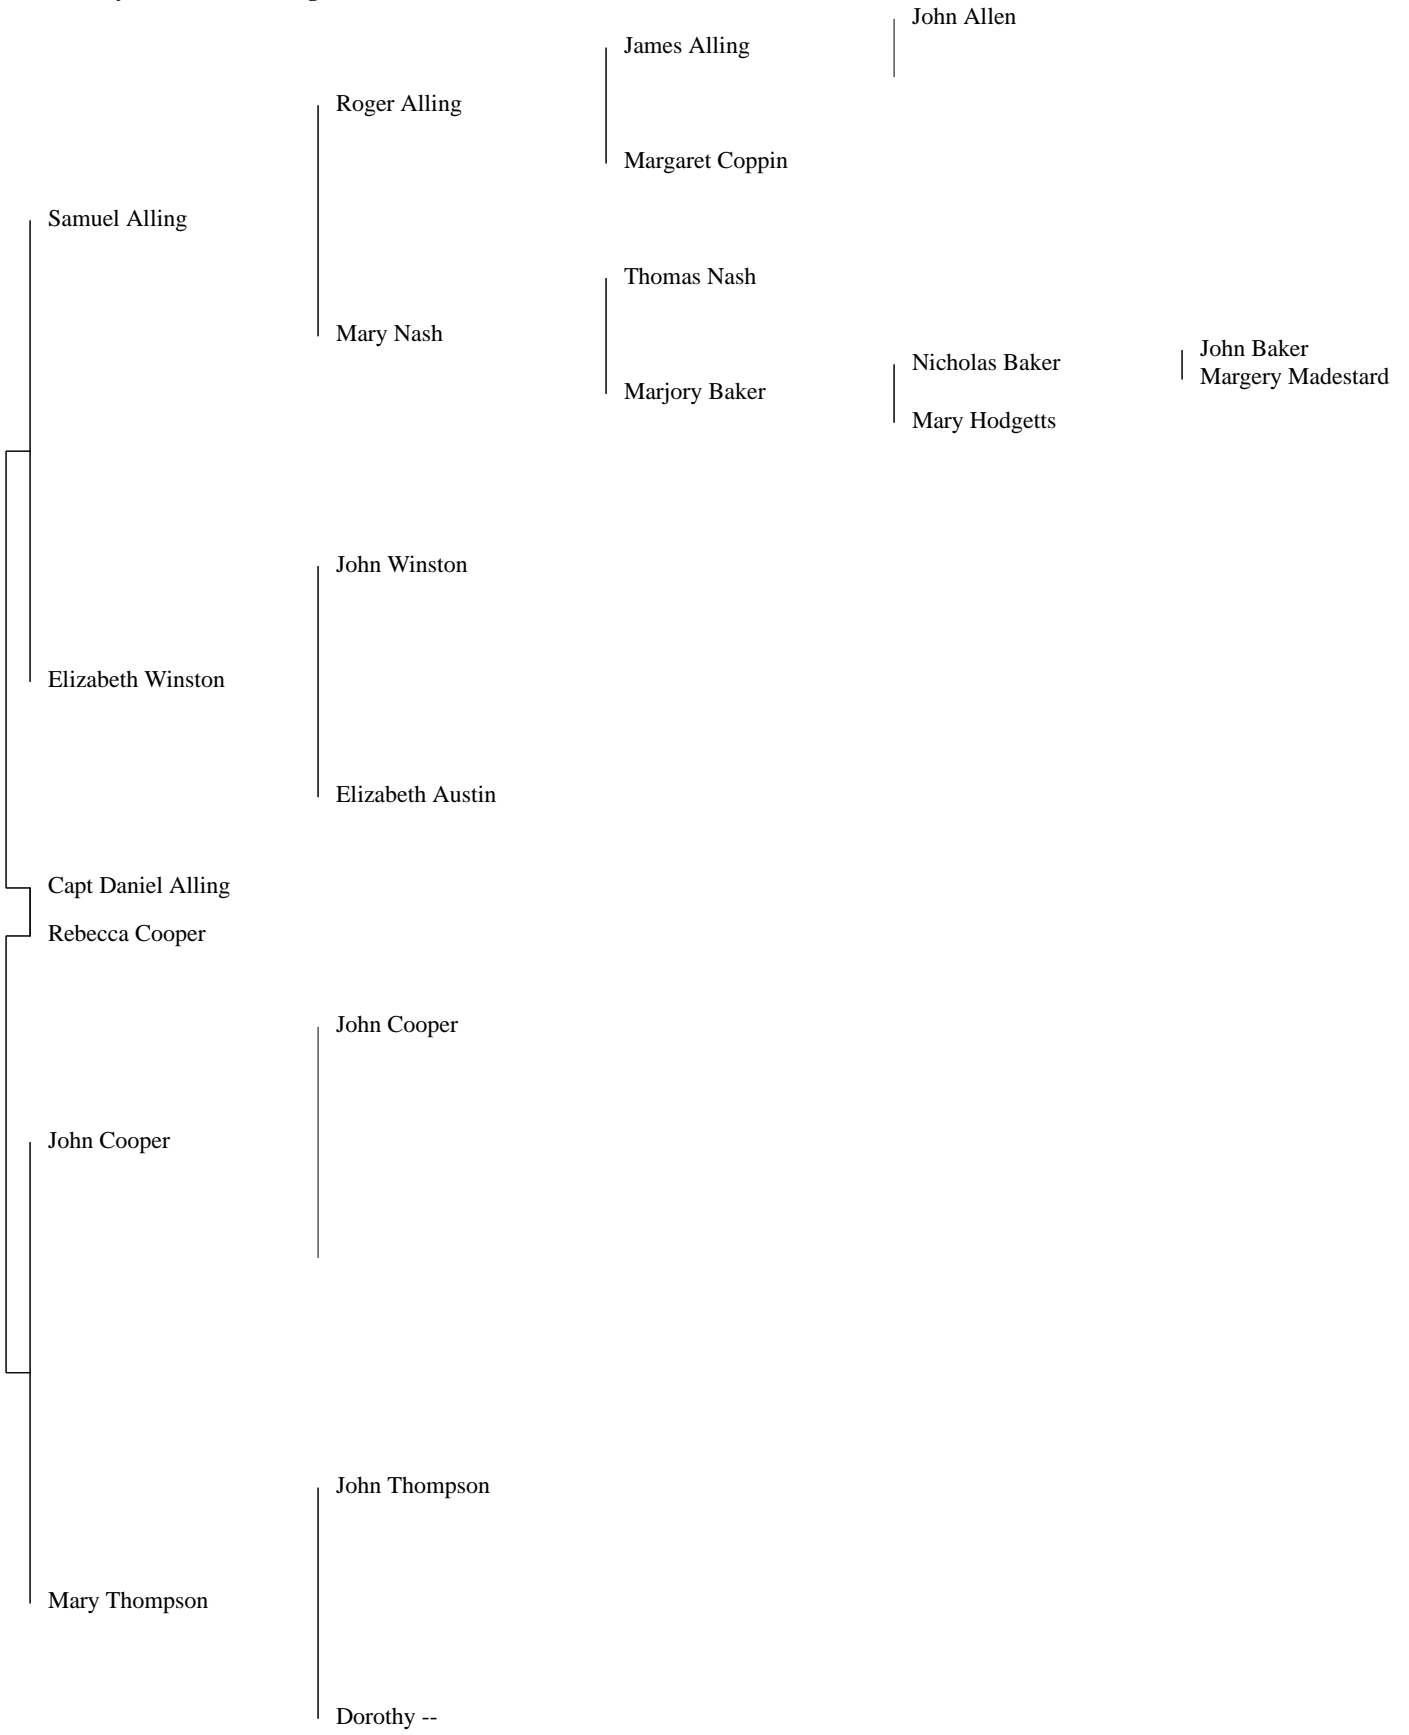 John Allen
James Alling
Roger Alling
Margaret Coppin
Samuel Alling
Thomas Nash
Mary Nash
John Baker
Nicholas Baker
Margery Madestard
Marjory Baker
Mary Hodgetts
John Winston
Elizabeth Winston
Elizabeth Austin
Capt Daniel Alling
Rebecca Cooper
John Cooper
John Cooper
John Thompson
Mary Thompson
Dorothy --